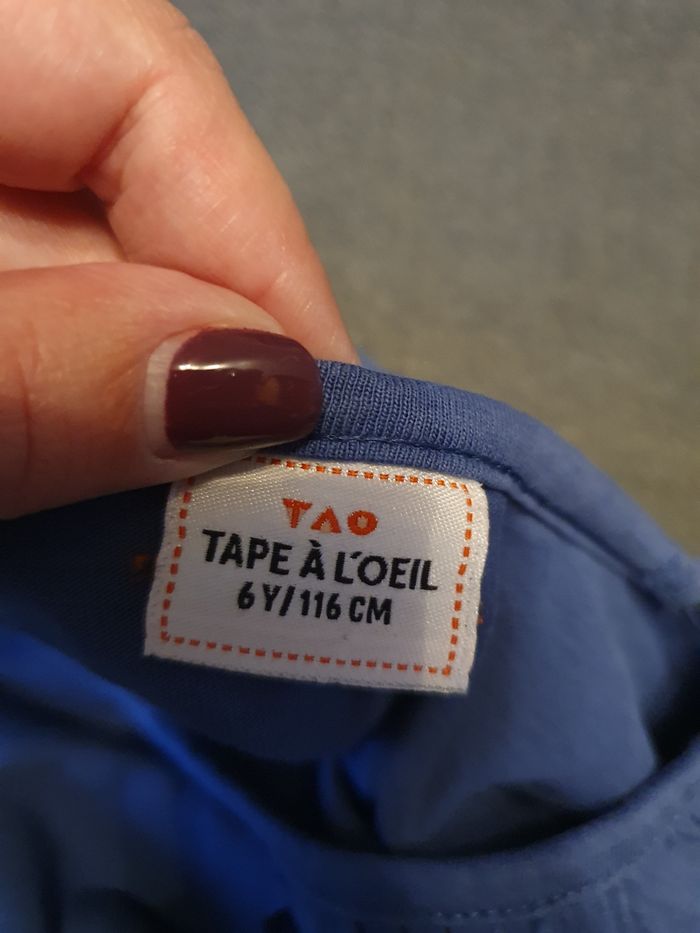 TAO
TAPE À L'OEIL
6 Y/116 CM